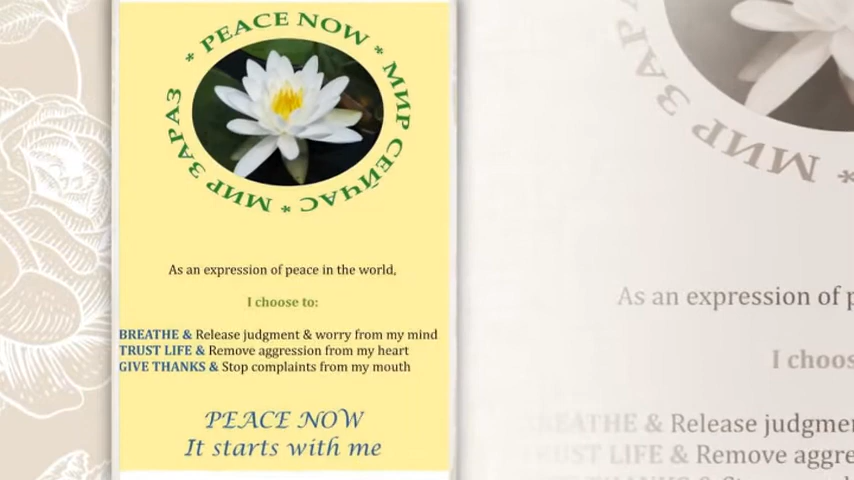 * PEACE NOW *
МИР СЕЙЧАС *
МИР ЗАРАЗ
As an expression of peace in the world,
I choose to:
BREATHE & Release judgment & worry from my mind
TRUST LIFE & Remove aggression from my heart
GIVE THANKS & Stop complaints from my mouth
PEACE NOW
It starts with me
МИР ЗАР
*
As an expression of p
I choos
BREATHE & Release judgmen
TRUST LIFE & Remove aggre